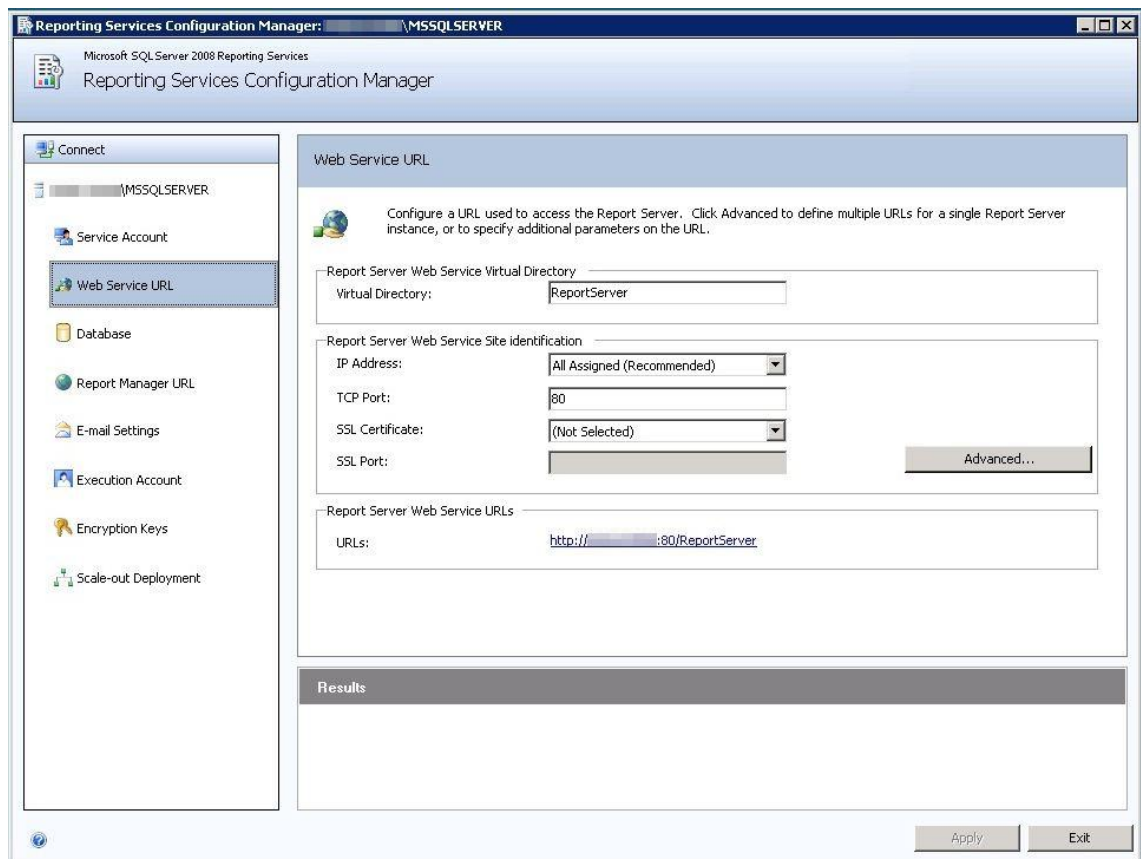 Reporting Services Configuration Manager: \MSSQLSERVER
Microsoft SQL Server 2008 Reporting Services
Reporting Services Configuration Manager
Connect
\MSSQLSERVER
Service Account
Web Service URL
Database
Report Manager URL
E-mail Settings
Execution Account
Encryption Keys
Scale-out Deployment
Web Service URL
Configure a URL used to access the Report Server. Click Advanced to define multiple URLs for a single Report Server
instance, or to specify additional parameters on the URL.
Report Server Web Service Virtual Directory
Virtual Directory: ReportServer
Report Server Web Service Site identification
IP Address: All Assigned (Recommended)
TCP Port: 80
SSL Certificate: (Not Selected)
SSL Port:
Advanced...
Report Server Web Service URLs
URLs: http:// :80/ReportServer
Results
Apply Exit